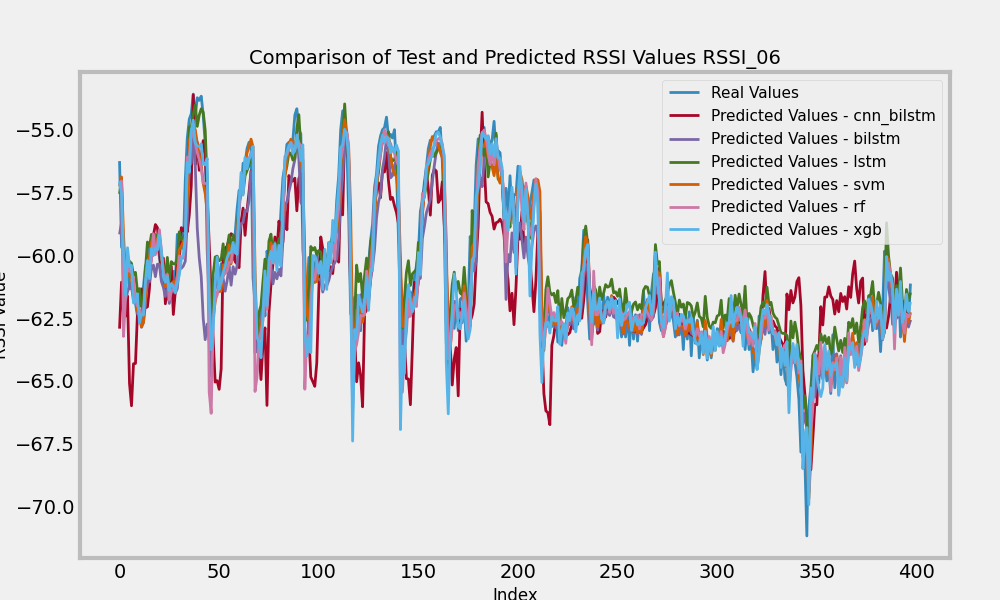 Comparison of Test and Predicted RSSI Values RSSI_06
Real Values
Predicted Values - cnn_bilstm
Predicted Values - bilstm
Predicted Values - lstm
Predicted Values - svm
Predicted Values - rf
Predicted Values - xgb
−55.0
−57.5
−60.0
−62.5
−65.0
−67.5
−70.0
RSSI Value
0 50 100 150 200 250 300 350 400
Index